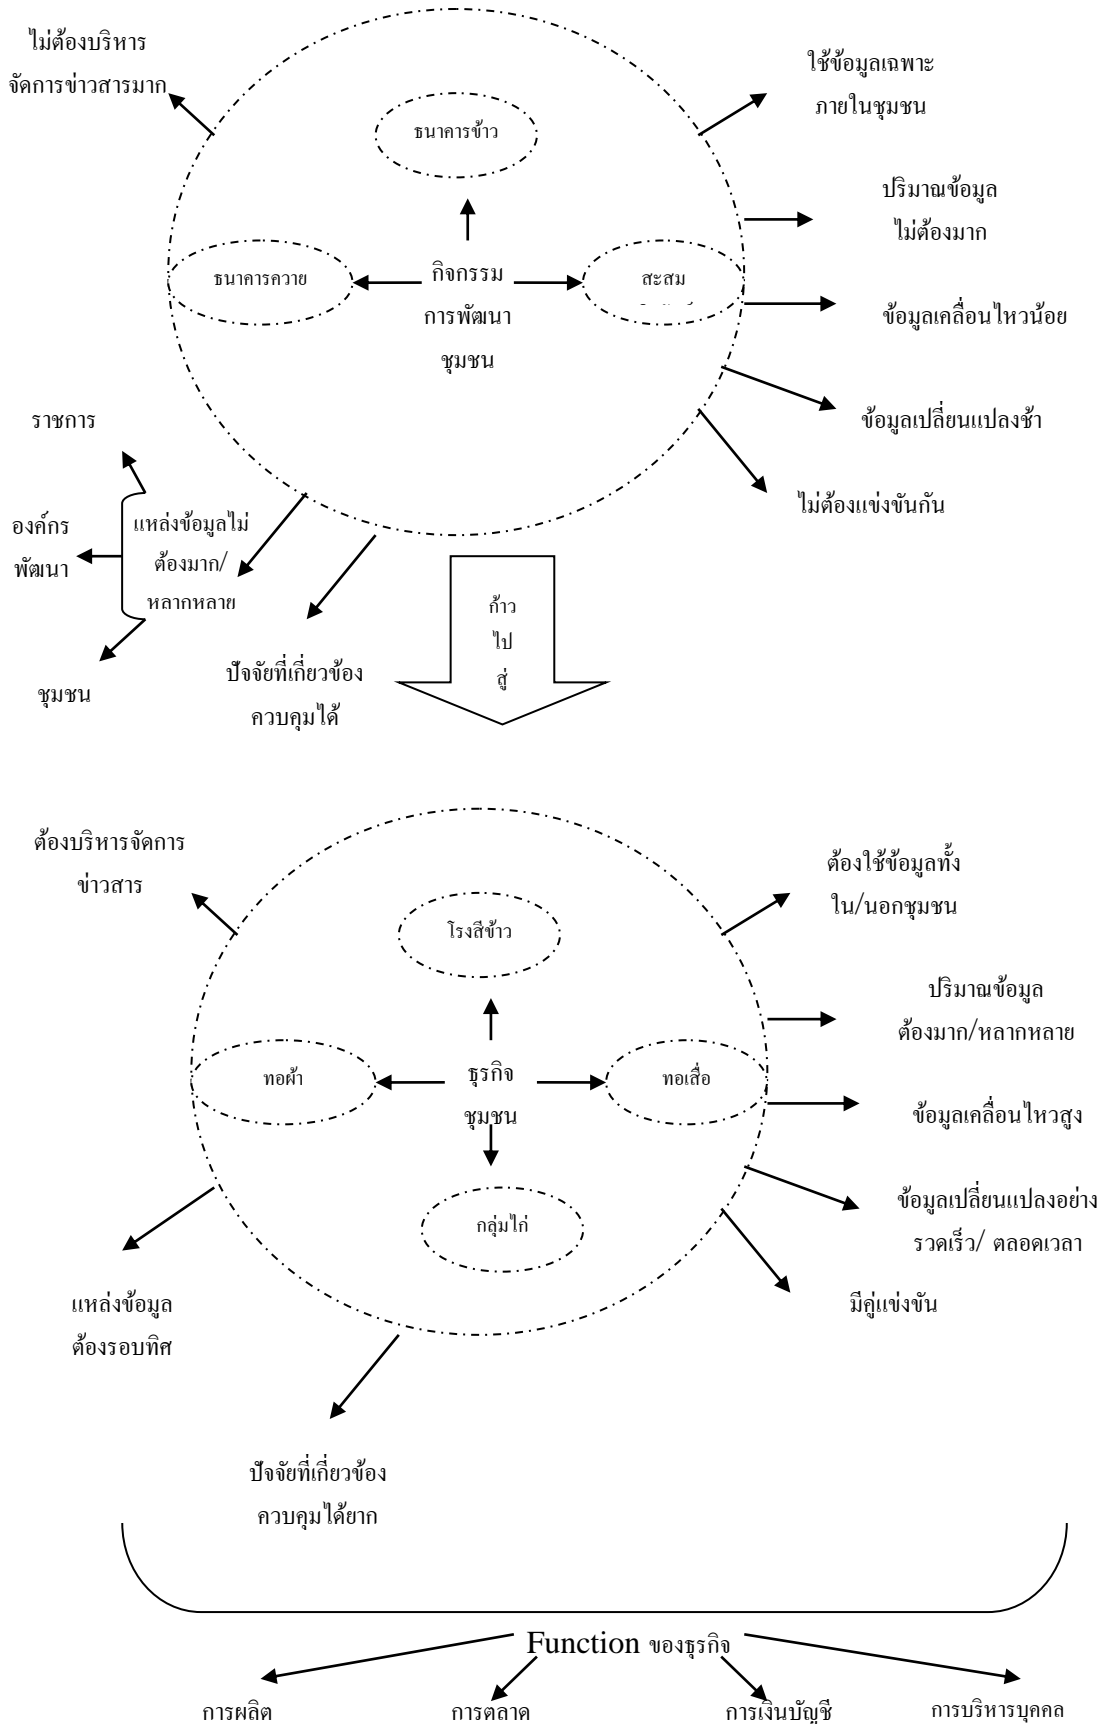 ไม่ต้องบริหาร
จัดการข่าวสารมาก
ใช้ข้อมูลเฉพาะ
ภายในชุมชน
ธนาคารข้าว
ปริมาณข้อมูล
ไม่ต้องมาก
ธนาคารควาย
กิจกรรม
การพัฒนา
ชุมชน
สะสม
ข้อมูลเคลื่อนไหวน้อย
ข้อมูลเปลี่ยนแปลงช้า
ไม่ต้องแข่งขันกัน
ราชการ
องค์กร
พัฒนา
ชุมชน
แหล่งข้อมูลไม่
ต้องมาก/
หลากหลาย
ปัจจัยที่เกี่ยวข้อง
ควบคุมได้
ก้าว
ไป
สู่
ต้องบริหารจัดการ
ข่าวสาร
ต้องใช้ข้อมูลทั้ง
ใน/นอกชุมชน
โรงสีข้าว
ปริมาณข้อมูล
ต้องมาก/หลากหลาย
ทอผ้า
ธุรกิจ
ชุมชน
ทอเสื่อ
ข้อมูลเคลื่อนไหวสูง
กลุ่มไก่
ข้อมูลเปลี่ยนแปลงอย่าง
รวดเร็ว/ ตลอดเวลา
มีคู่แข่งขัน
แหล่งข้อมูล
ต้องรอบทิศ
ปัจจัยที่เกี่ยวข้อง
ควบคุมได้ยาก
Function ของธุรกิจ
การผลิต
การตลาด
การเงินบัญชี
การบริหารบุคคล